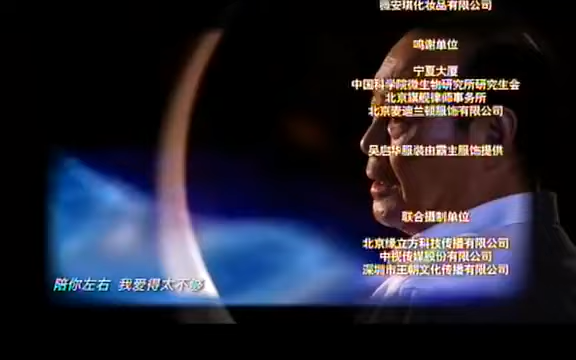 薇安琪化妆品有限公司
鸣谢单位
宁夏大厦
中国科学院微生物研究所研究生会
北京旗舰律师事务所
北京麦迪兰顿服饰有限公司
吴启华服装由霸主服饰提供
联合摄制单位
北京缘立方科技传播有限公司
中视传媒股份有限公司
深圳市王朝文化传播有限公司
陪你左右 我爱得太不够